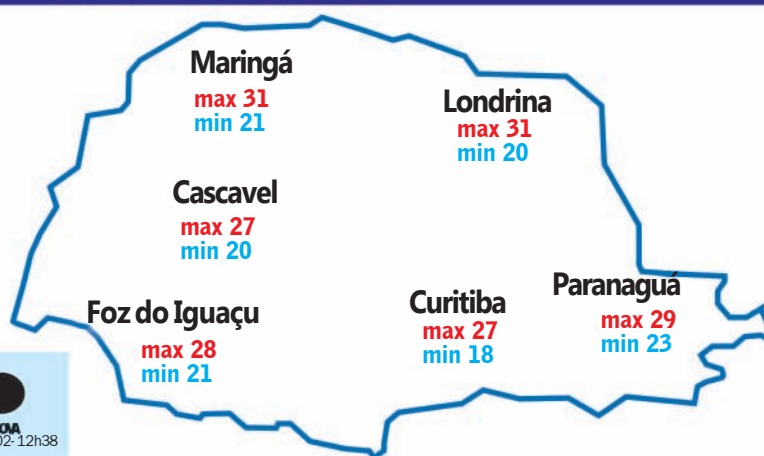 Maringá
max 31
min 21
Londrina
max 31
min 20
Cascavel
max 27
min 20
Foz do Iguaçu
max 28
min 21
Curitiba
max 27
min 18
Paranaguá
max 29
min 23
02-12h38